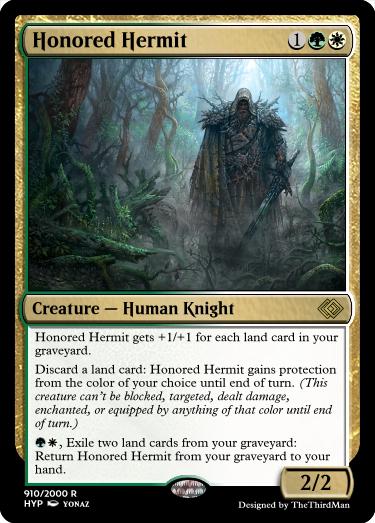 Honored Hermit 1
Creature — Human Knight
Honored Hermit gets +1/+1 for each land card in your
graveyard.
Discard a land card: Honored Hermit gains protection
from the color of your choice until end of turn. (This
creature can't be blocked, targeted, dealt damage,
enchanted, or equipped by anything of that color until end
of turn.)
, Exile two land cards from your graveyard:
Return Honored Hermit from your graveyard to your
hand.
2/2
910/2000 R
HYP YONAZ
Designed by TheThirdMan